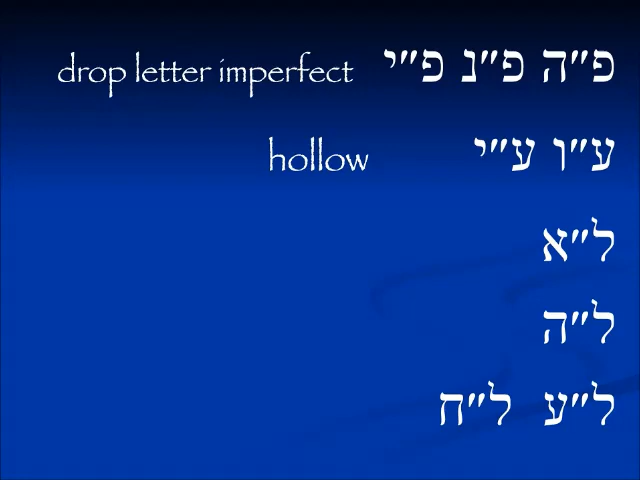 drop letter imperfect פ״ה פ״נ פ״י
hollow ע״ו ע״י
ל״א
ל״ה
ל״ע ל״ח